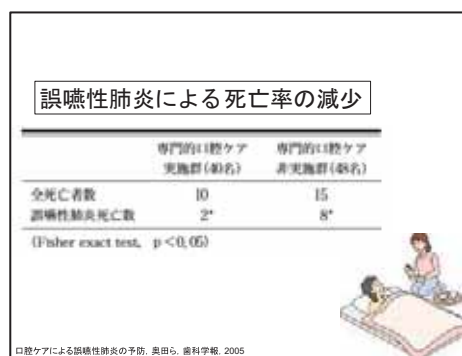 誤嚥性肺炎による死亡率の減少
専門的口腔ケア 専門的口腔ケア
実施群(40名) 非実施群(48名)
全死亡者数 10 15
誤嚥性肺炎死亡数 2* 8*
(Fisher exact test, p<0,05)
口腔ケアによる誤嚥性肺炎の予防, 奥田ら, 歯科学報, 2005